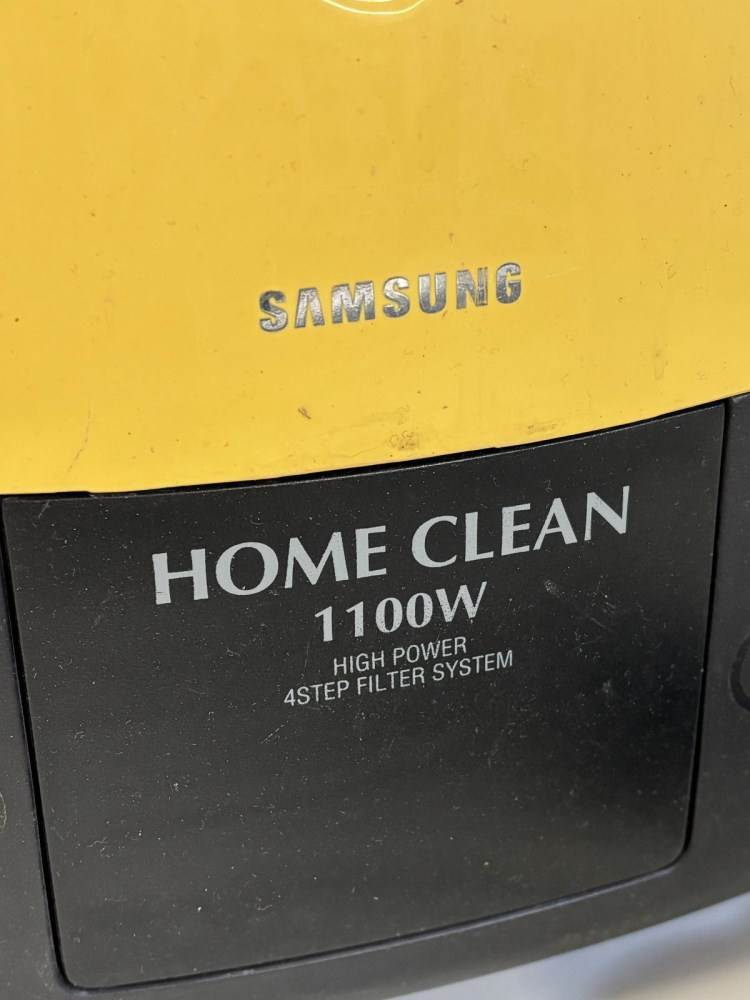 SAMSUNG
HOME CLEAN
1100W
HIGH POWER
4STEP FILTER SYSTEM